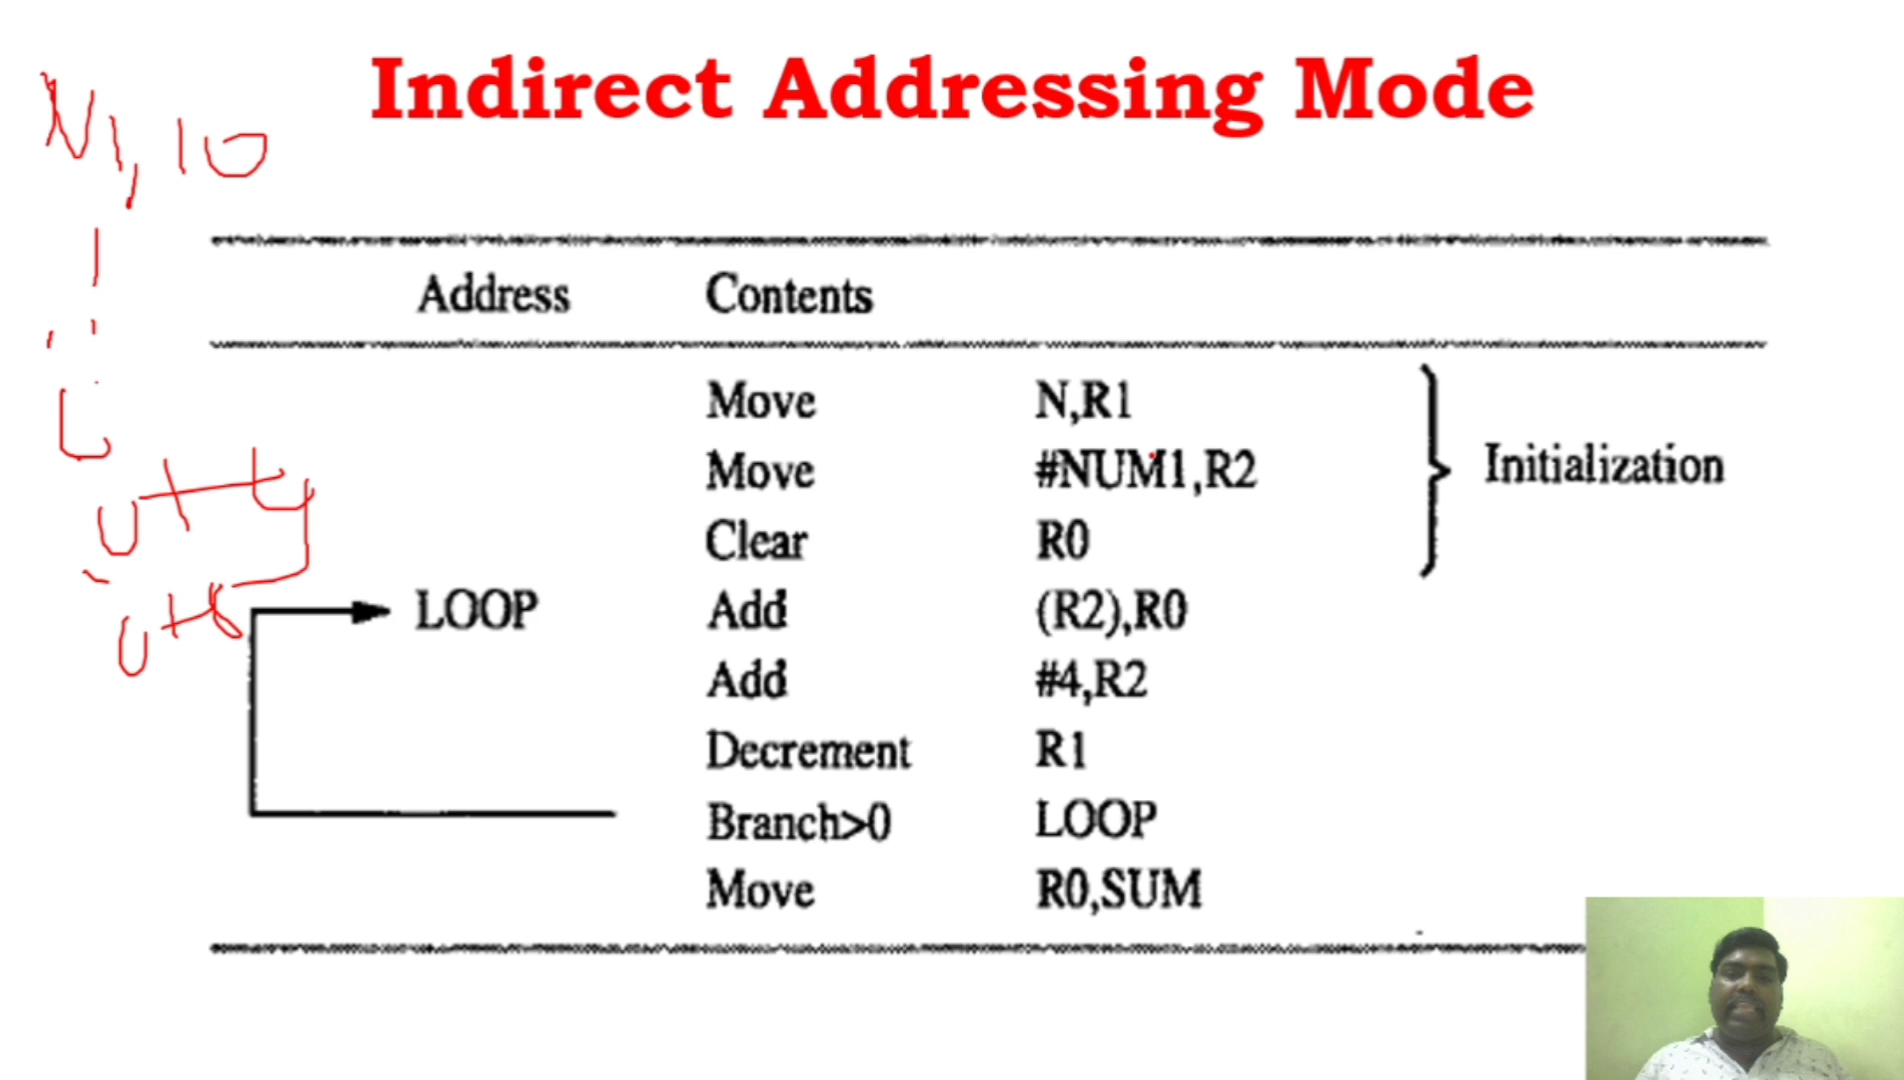 Indirect Addressing Mode
N1, 10
Address Contents
Move N,R1
Move #NUM1,R2
Initialization
Clear R0
LOOP Add (R2),R0
Add #4,R2
Decrement R1
Branch>0 LOOP
Move R0,SUM